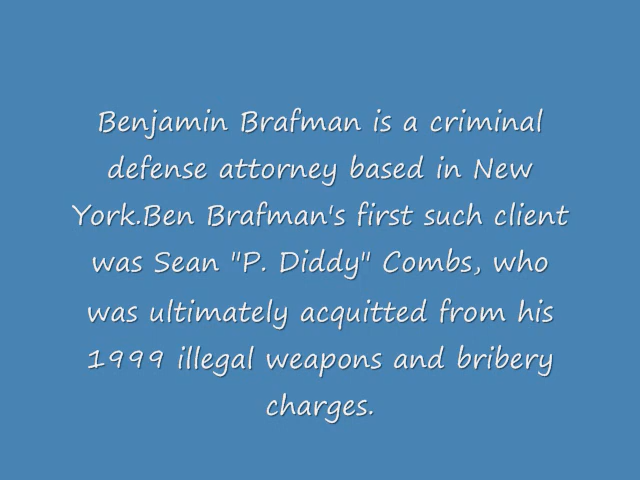 Benjamin Brafman is a criminal
defense attorney based in New
York.Ben Brafman's first such client
was Sean "P. Diddy" Combs, who
was ultimately acquitted from his
1999 illegal weapons and bribery
charges.